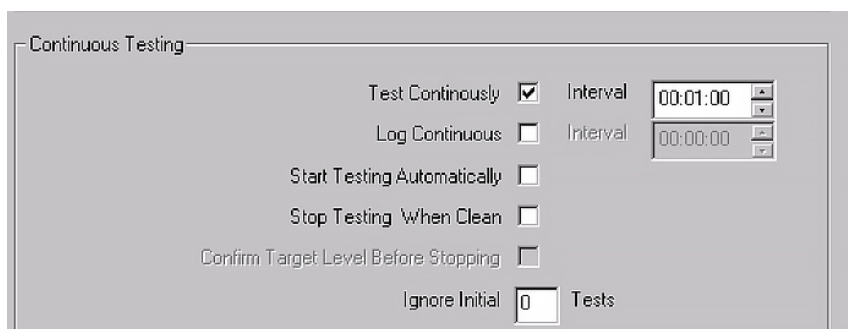 Continuous Testing
Test Continously Interval 00:01:00
Log Continuous Interval 00:00:00
Start Testing Automatically
Stop Testing When Clean
Confirm Target Level Before Stopping
Ignore Initial 0 Tests